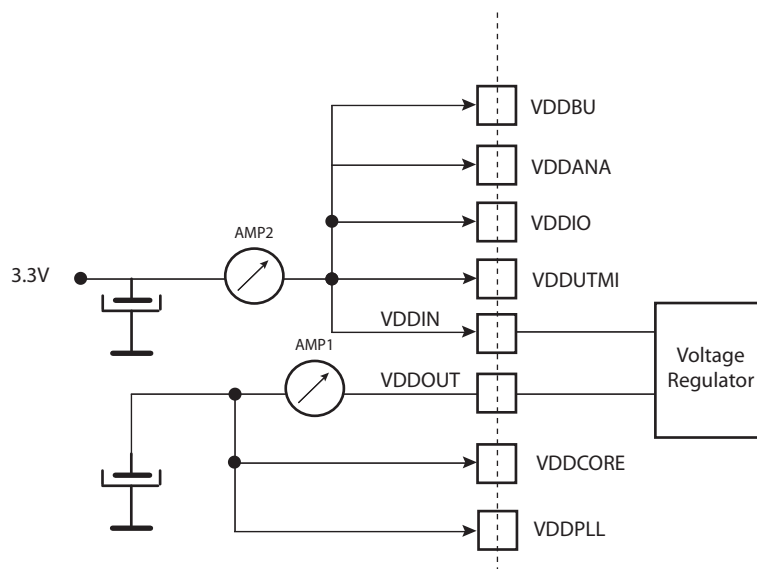 VDDBU
VDDANA
VDDIO
AMP2
3.3V
VDDUTMI
VDDIN
AMP1
Voltage
Regulator
VDDOUT
VDDCORE
VDDPLL